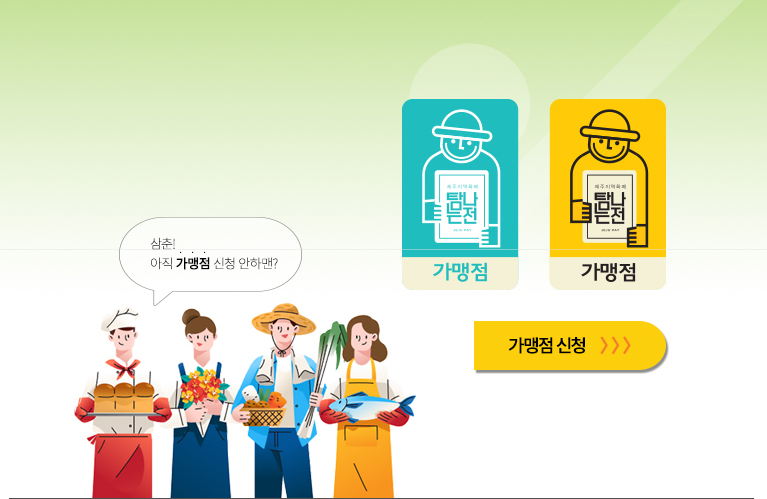 삼춘!
아직 가맹점 신청 안하맨?
제주지역화폐
탐나
는전
가맹점
제주지역화폐
탐나
는전
가맹점
가맹점 신청 >>>